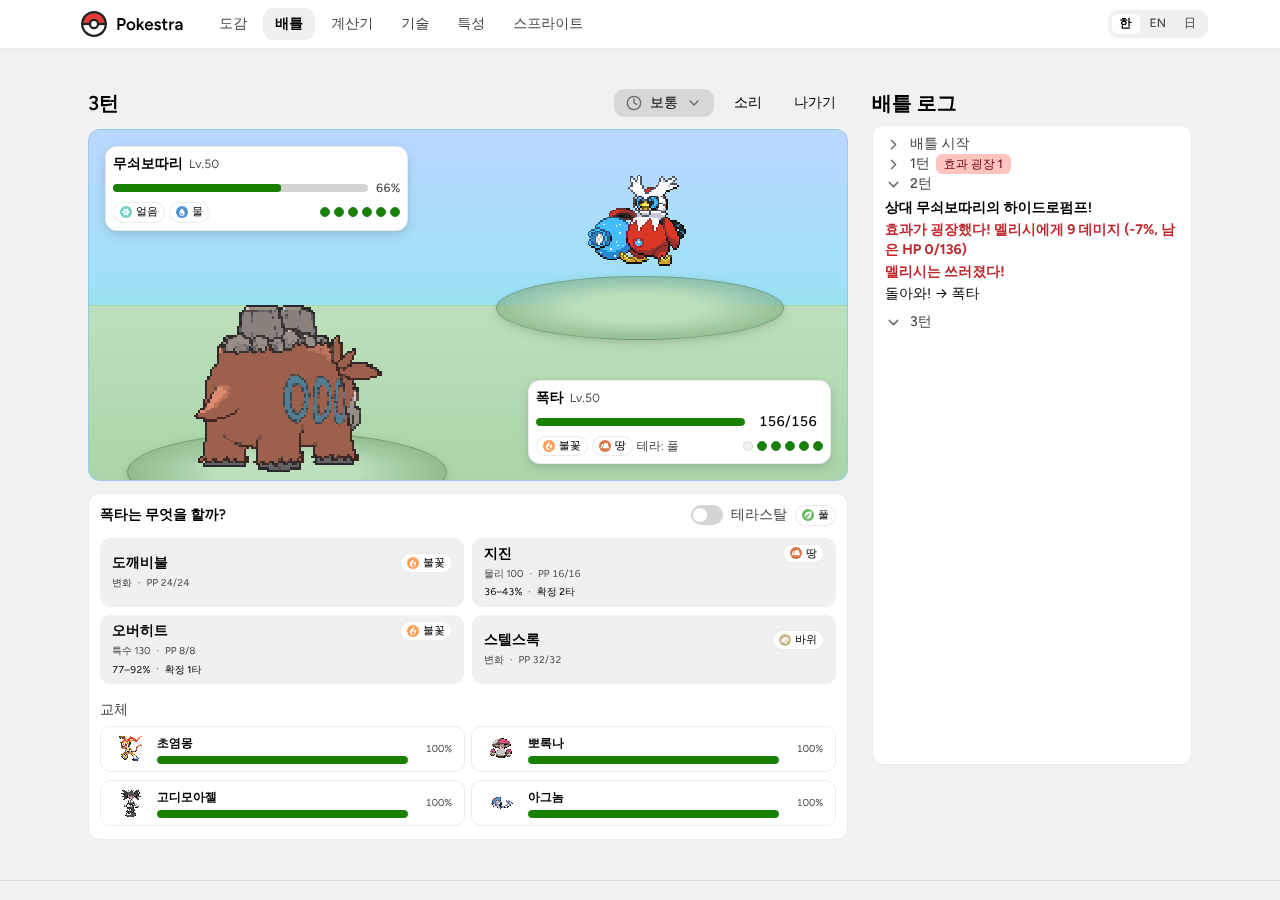 Pokestra
도감
배틀
계산기
기술
특성
스프라이트
한
EN
日
3턴
보통
소리
나가기
무쇠보따리 Lv.50
66%
얼음
물
폭타 Lv.50
156/156
불꽃
땅
테라: 풀
폭타는 무엇을 할까?
테라스탈
풀
도깨비불
불꽃
변화 · PP 24/24
지진
땅
물리 100 · PP 16/16
36–43% · 확정 2타
오버히트
불꽃
특수 130 · PP 8/8
77–92% · 확정 1타
스텔스록
바위
변화 · PP 32/32
교체
초염몽
100%
뽀록나
100%
고디모아젤
100%
아그놈
100%
배틀 로그
배틀 시작
1턴 효과 굉장 1
2턴
상대 무쇠보따리의 하이드로펌프!
효과가 굉장했다! 멜리시에게 9 데미지 (-7%, 남
은 HP 0/136)
멜리시는 쓰러졌다!
돌아와! → 폭타
3턴